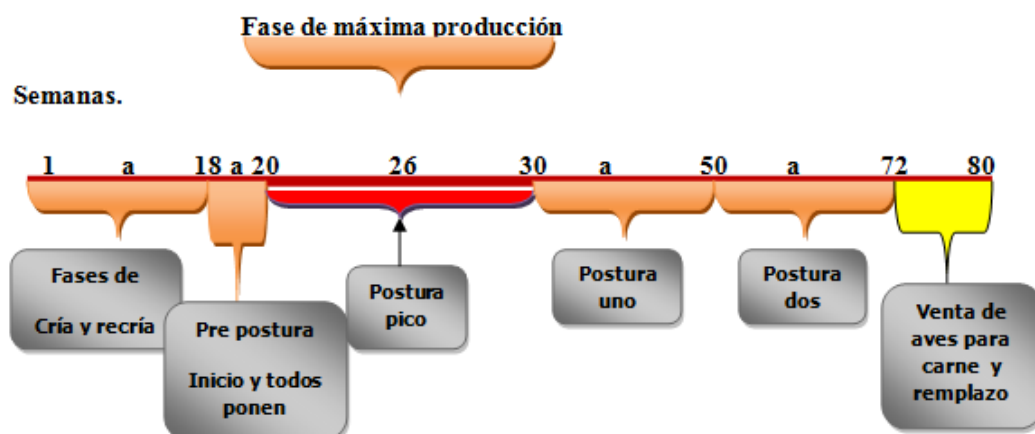 Fase de máxima producción
Semanas.
1 a 18 a 20 26 30 a 50 a 72 80
Fases de
Cría y recría
Pre postura
Inicio y todos
ponen
Postura
pico
Postura
uno
Postura
dos
Venta de
aves para
carne y
remplazo